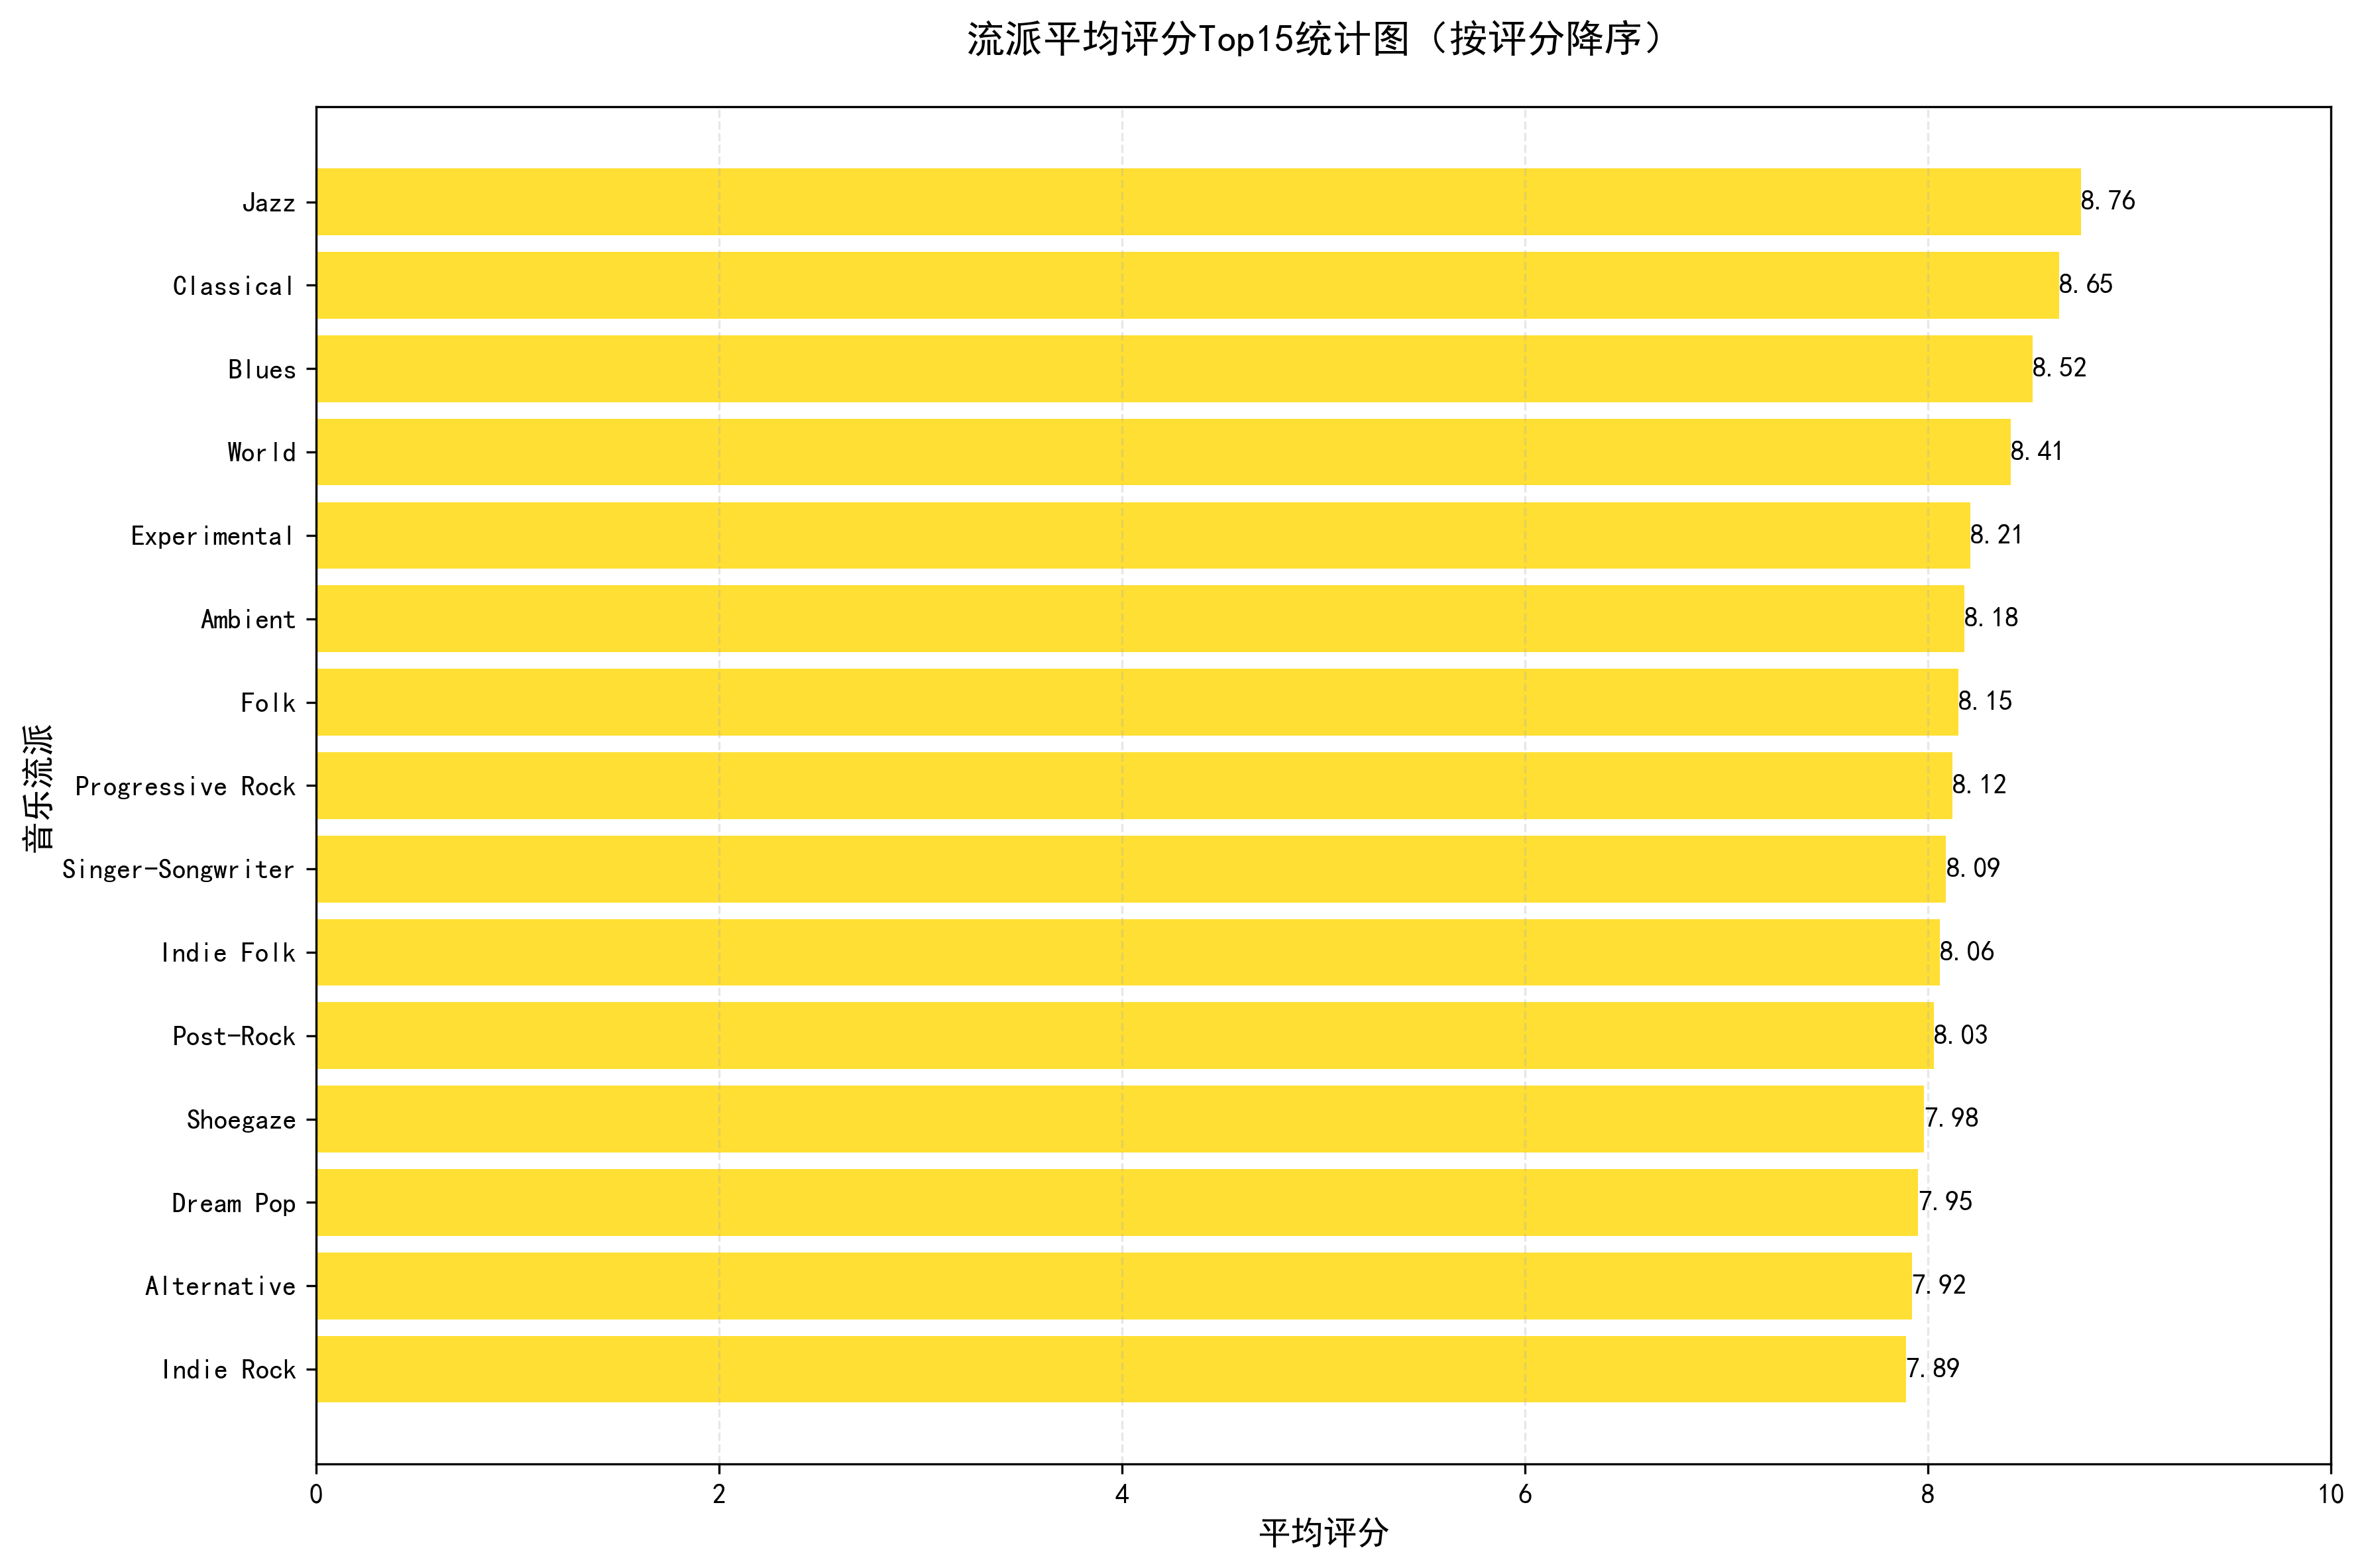 流派平均评分Top15统计图（按评分降序）
音乐流派
Jazz 8.76
Classical 8.65
Blues 8.52
World 8.41
Experimental 8.21
Ambient 8.18
Folk 8.15
Progressive Rock 8.12
Singer-Songwriter 8.09
Indie Folk 8.06
Post-Rock 8.03
Shoegaze 7.98
Dream Pop 7.95
Alternative 7.92
Indie Rock 7.89
0 2 4 6 8 10
平均评分